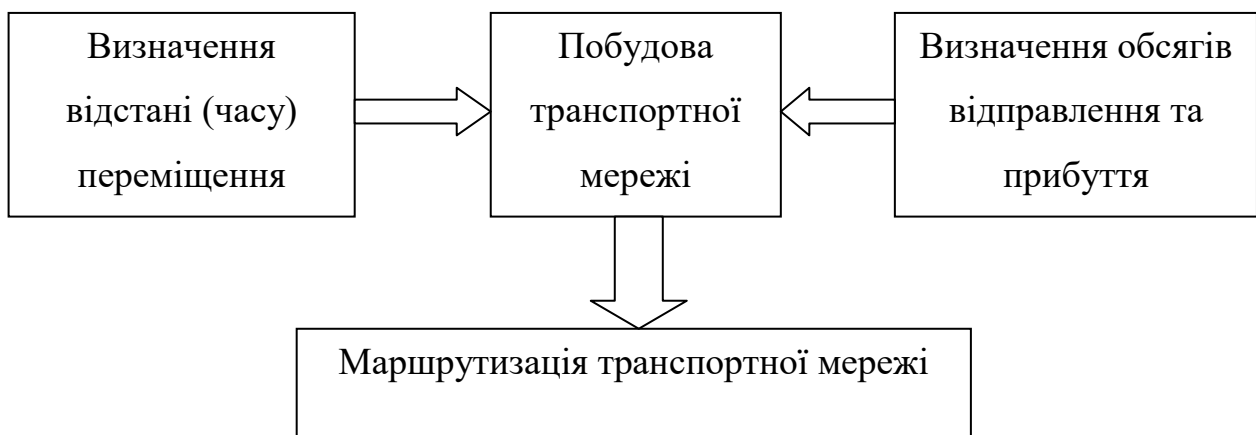 Визначення
відстані (часу)
переміщення
Побудова
транспортної
мережі
Визначення обсягів
відправлення та
прибуття
Маршрутизація транспортної мережі